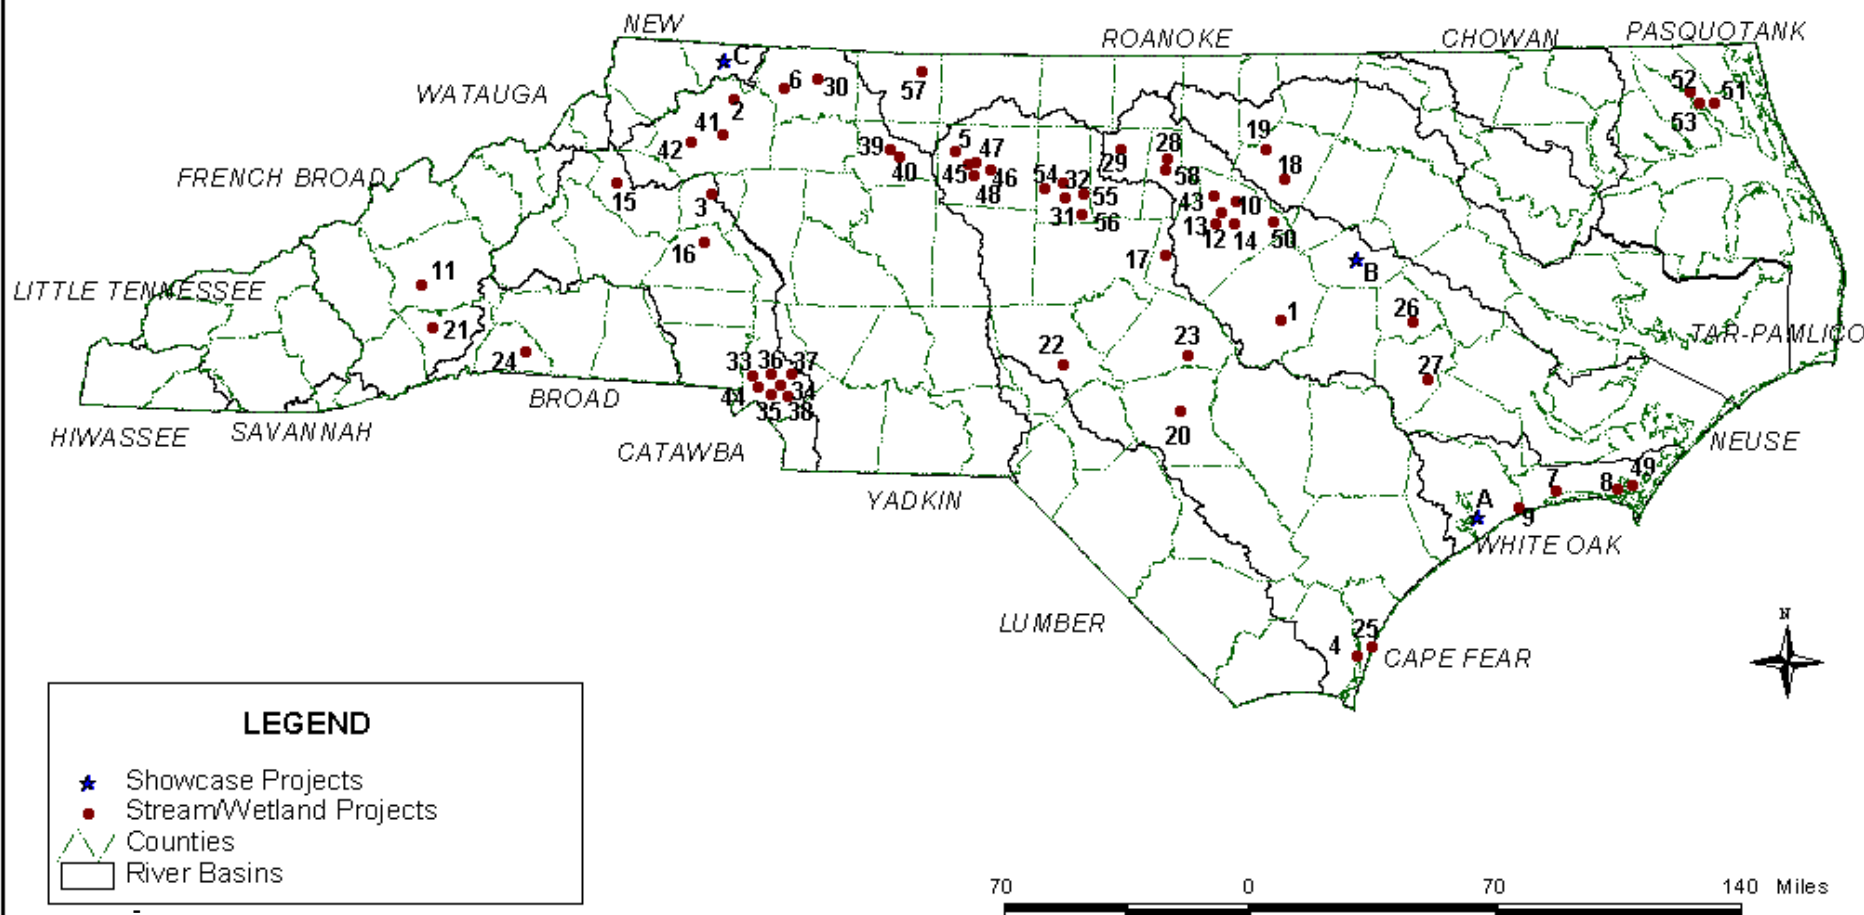 NEW
ROANOKE
CHOWAN
PASQUOTANK
C
6
30
57
52
51
WATAUGA
2
41
53
42
39
40
5
47
45
46
48
29
28
58
19
18
FRENCH BROAD
15
3
54
32
55
31
56
43
10
13
12
14
50
16
17
B
11
LITTLE TENNESSEE
21
1
26
TAR-PAMLICO
24
33
36
37
22
23
27
44
34
35
38
BROAD
20
HIWASSEE
SAVANNAH
CATAWBA
NEUSE
YADKIN
A
7
8
49
9
WHITE OAK
LUMBER
4
25
CAPE FEAR
N
LEGEND
Showcase Projects
Stream/Wetland Projects
Counties
River Basins
70 0 70 140 Miles